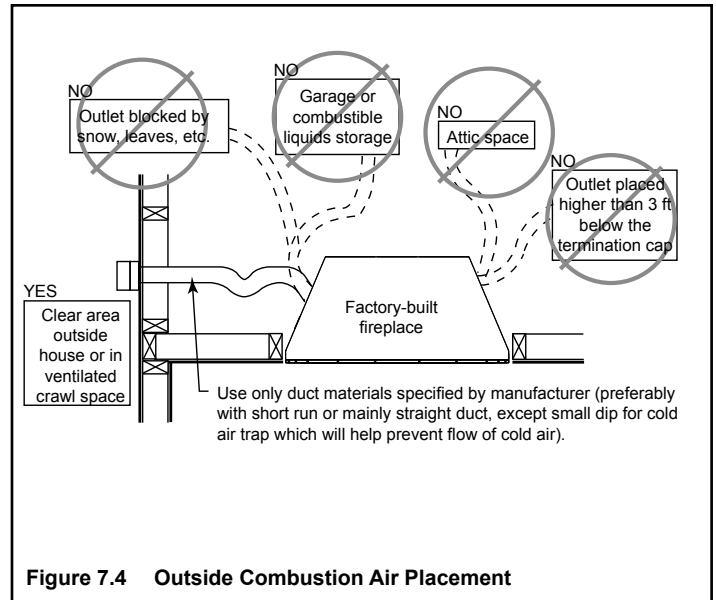 NO
Outlet blocked by
snow, leaves, etc.
NO
Garage or
combustible
liquids storage
NO
Attic space
NO
Outlet placed
higher than 3 ft
below the
termination cap
YES
Clear area
outside
house or in
ventilated
crawl space
Factory-built
fireplace
Use only duct materials specified by manufacturer (preferably
with short run or mainly straight duct, except small dip for cold
air trap which will help prevent flow of cold air).
Figure 7.4 Outside Combustion Air Placement